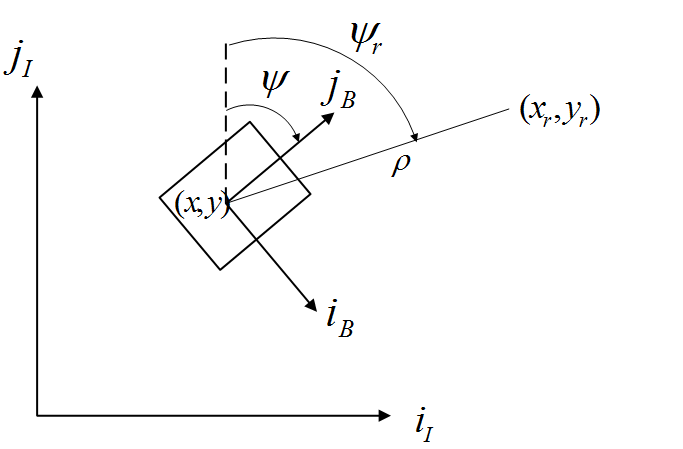 ψ_r
j_I
ψ
j_B
(x_r, y_r)
ρ
(x, y)
i_B
i_I